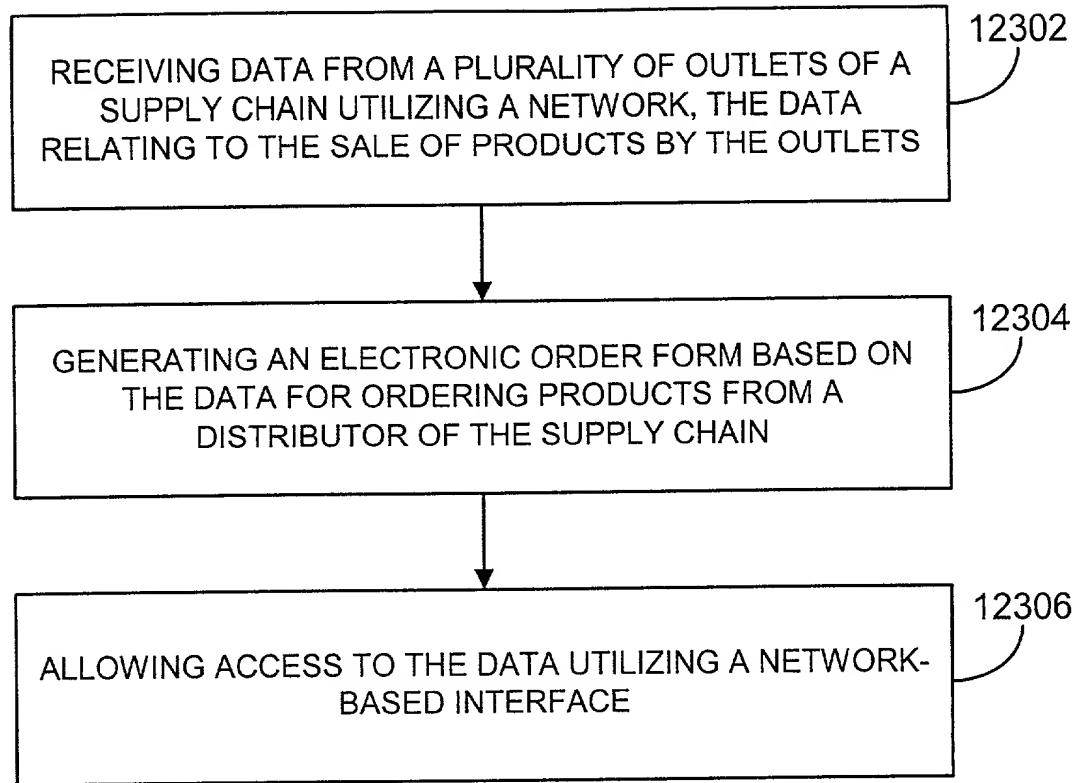 12302
RECEIVING DATA FROM A PLURALITY OF OUTLETS OF A
SUPPLY CHAIN UTILIZING A NETWORK, THE DATA
RELATING TO THE SALE OF PRODUCTS BY THE OUTLETS
12304
GENERATING AN ELECTRONIC ORDER FORM BASED ON
THE DATA FOR ORDERING PRODUCTS FROM A
DISTRIBUTOR OF THE SUPPLY CHAIN
12306
ALLOWING ACCESS TO THE DATA UTILIZING A NETWORK-
BASED INTERFACE